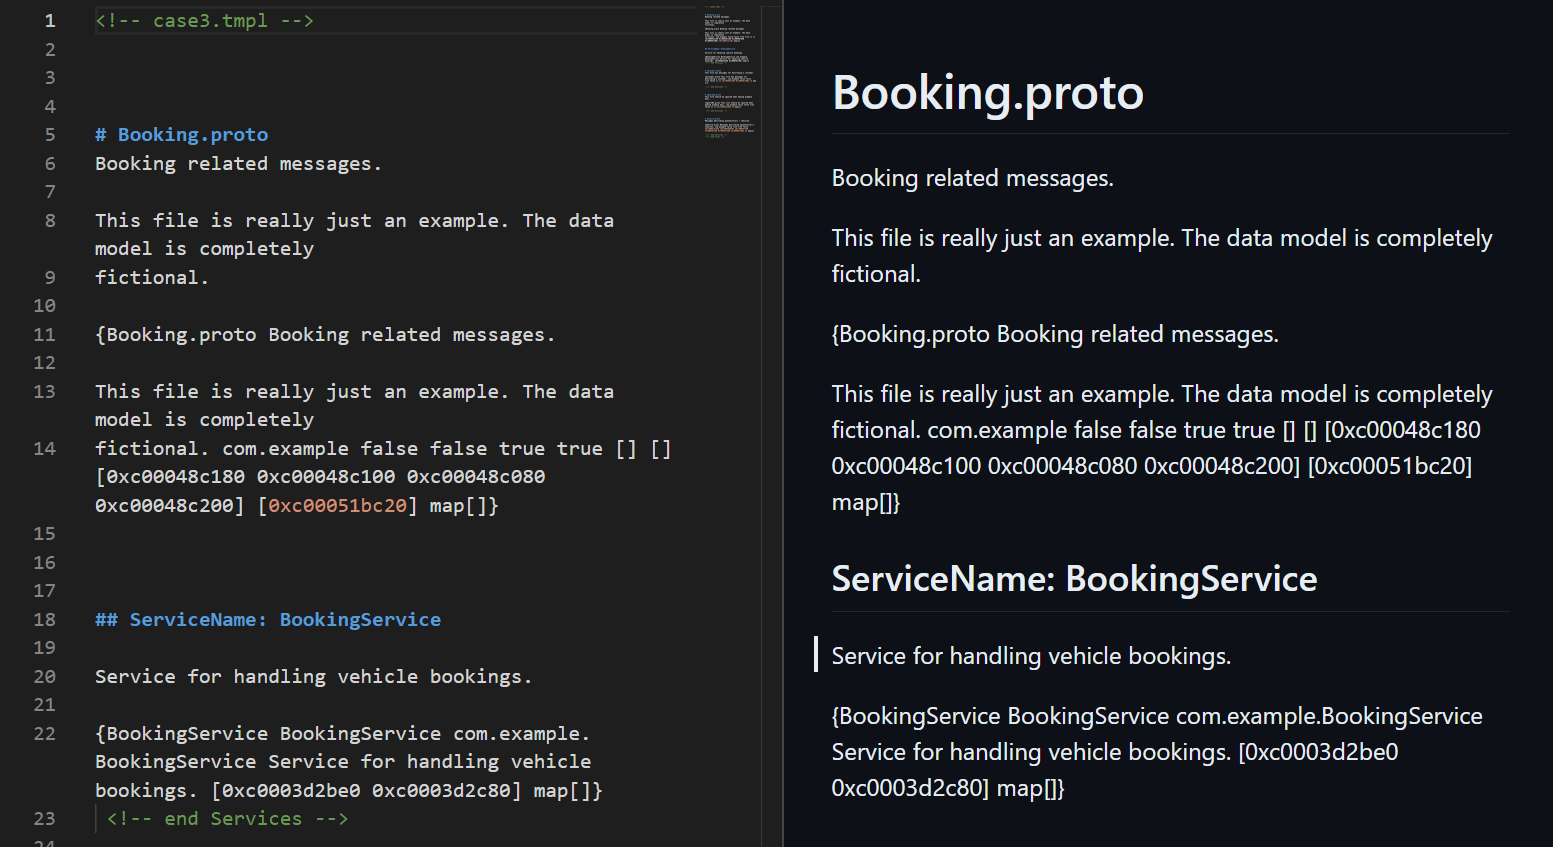 1 <!-- case3.tmpl -->
2
3
4
5 # Booking.proto
6 Booking related messages.
7
8 This file is really just an example. The data
model is completely
9 fictional.
10
11 {Booking.proto Booking related messages.
12
13 This file is really just an example. The data
model is completely
14 fictional. com.example false false true true [] []
[0xc00048c180 0xc00048c100 0xc00048c080
0xc00048c200] [0xc00051bc20] map[]}
15
16
17
18 ## ServiceName: BookingService
19
20 Service for handling vehicle bookings.
21
22 {BookingService BookingService com.example.
BookingService Service for handling vehicle
bookings. [0xc0003d2be0 0xc0003d2c80] map[]}
23 <!-- end Services -->
24
Booking.proto
Booking related messages.
This file is really just an example. The data model is completely
fictional.
{Booking.proto Booking related messages.
This file is really just an example. The data model is completely
fictional. com.example false false true true [] [] [0xc00048c180
0xc00048c100 0xc00048c080 0xc00048c200] [0xc00051bc20]
map[]}
ServiceName: BookingService
Service for handling vehicle bookings.
{BookingService BookingService com.example.BookingService
Service for handling vehicle bookings. [0xc0003d2be0
0xc0003d2c80] map[]}